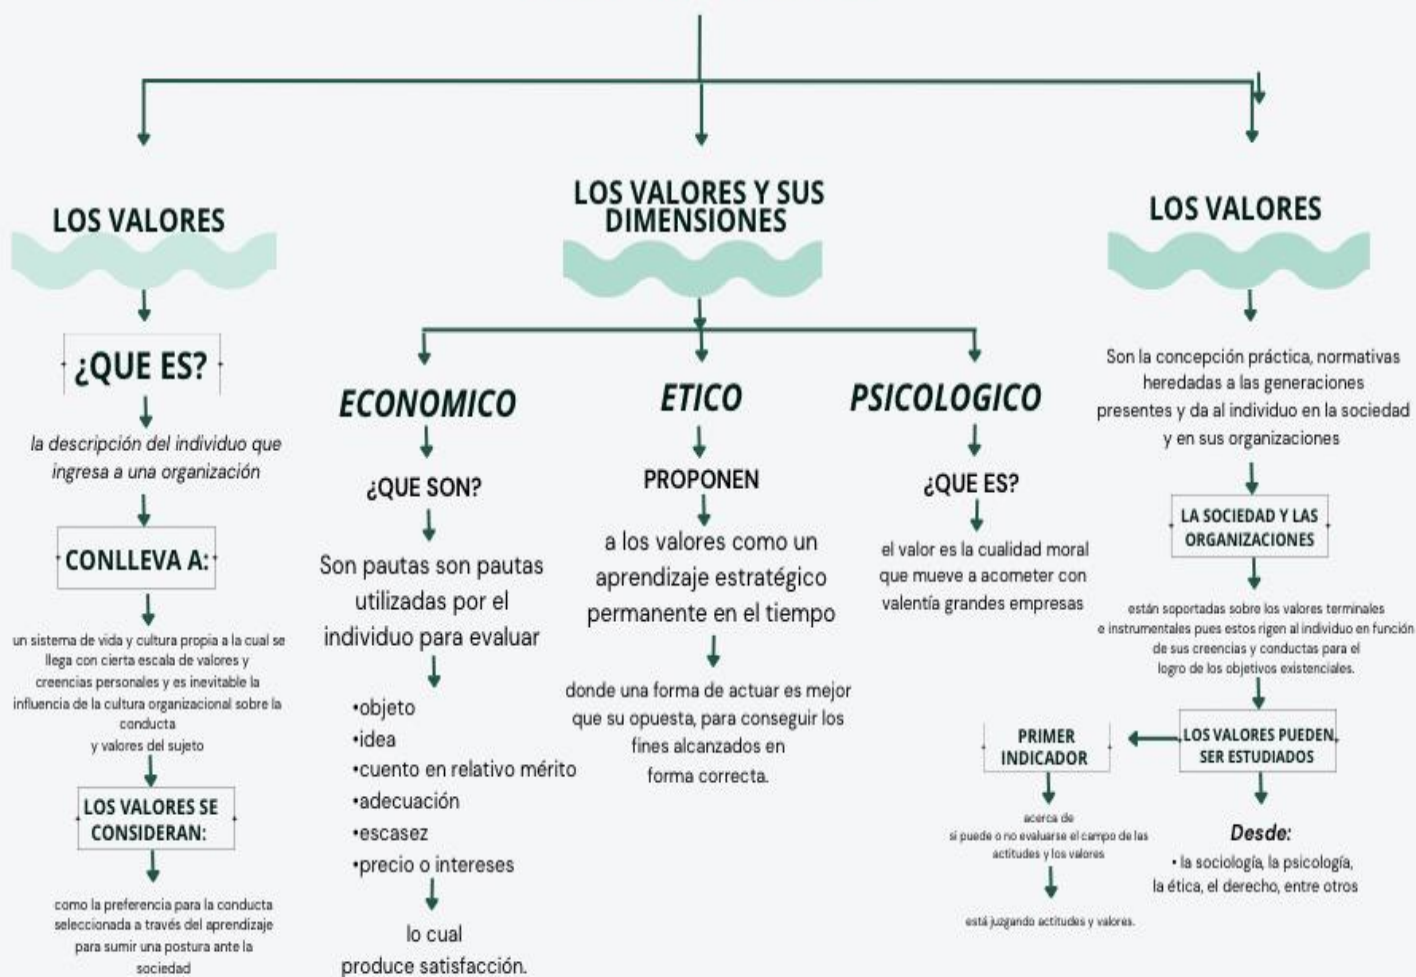 LOS VALORES
¿QUE ES?
la descripción del individuo que
ingresa a una organización
CONLLEVA A:
un sistema de vida y cultura propia a la cual se
llega con cierta escala de valores y
creencias personales y es inevitable la
influencia de la cultura organizacional sobre la
conducta
y valores del sujeto
LOS VALORES SE
CONSIDERAN:
como la preferencia para la conducta
seleccionada a través del aprendizaje
para sumir una postura ante la
sociedad
LOS VALORES Y SUS
DIMENSIONES
ECONOMICO
¿QUE SON?
Son pautas son pautas
utilizadas por el
individuo para evaluar
•objeto
•idea
•cuento en relativo mérito
•adecuación
•escasez
•precio o intereses
lo cual
produce satisfacción.
ETICO
PROPONEN
a los valores como un
aprendizaje estratégico
permanente en el tiempo
donde una forma de actuar es mejor
que su opuesta, para conseguir los
fines alcanzados en
forma correcta.
PSICOLOGICO
¿QUE ES?
el valor es la cualidad moral
que mueve a acometer con
valentía grandes empresas
LOS VALORES
Son la concepción práctica, normativas
heredadas a las generaciones
presentes y da al individuo en la sociedad
y en sus organizaciones
LA SOCIEDAD Y LAS
ORGANIZACIONES
están soportadas sobre los valores terminales
e instrumentales pues estos rigen al individuo en función
de sus creencias y conductas para el
logro de los objetivos existenciales.
LOS VALORES PUEDEN
SER ESTUDIADOS
Desde:
• la sociología, la psicología,
la ética, el derecho, entre otros
PRIMER
INDICADOR
acerca de
si puede o no evaluarse el campo de las
actitudes y los valores
está juzgando actitudes y valores.